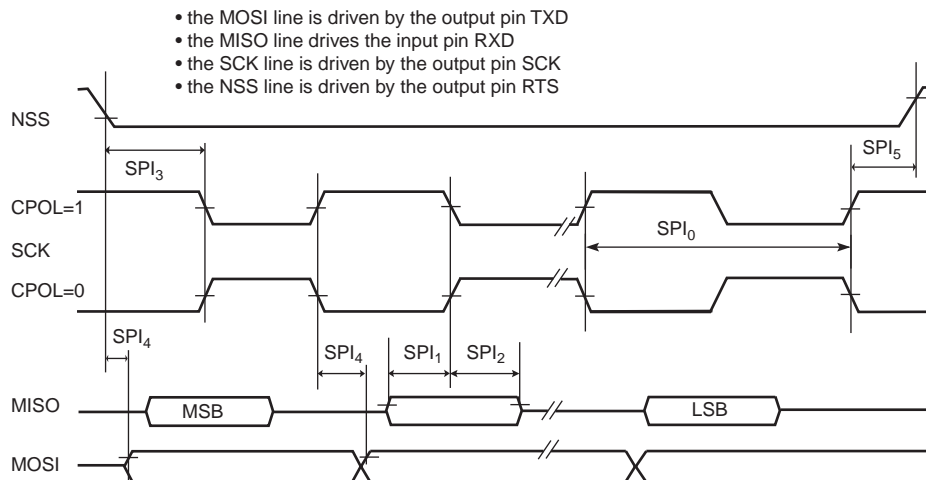 • the MOSI line is driven by the output pin TXD
• the MISO line drives the input pin RXD
• the SCK line is driven by the output pin SCK
• the NSS line is driven by the output pin RTS
NSS
SPI3
SPI5
CPOL=1
SCK
SPI0
CPOL=0
SPI4
SPI4
SPI1
SPI2
MISO
MSB
LSB
MOSI